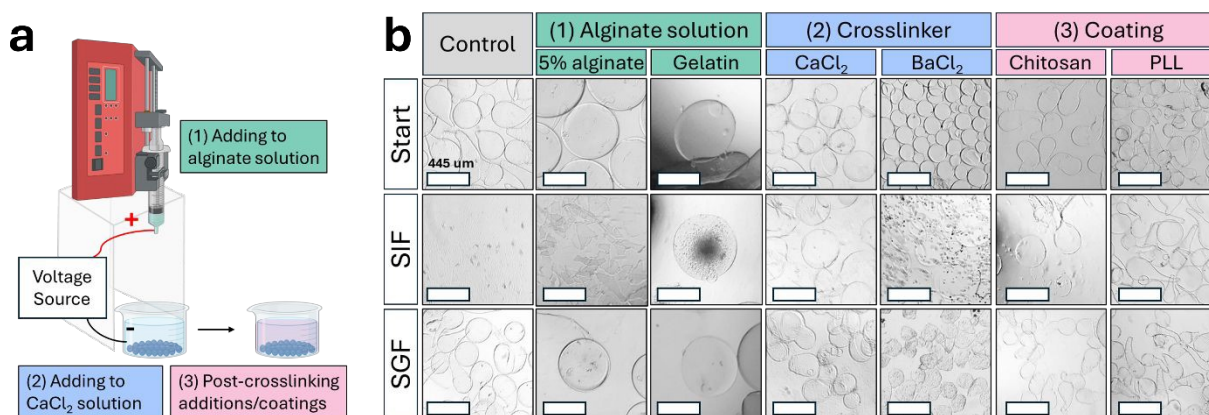 a
(1) Adding to
alginate solution
+
Voltage
Source
-
(2) Adding to
CaCl₂ solution
(3) Post-crosslinking
additions/coatings
b
Control
(1) Alginate solution
(2) Crosslinker
(3) Coating
5% alginate
Gelatin
CaCl₂
BaCl₂
Chitosan
PLL
Start
445 um
SIF
SGF